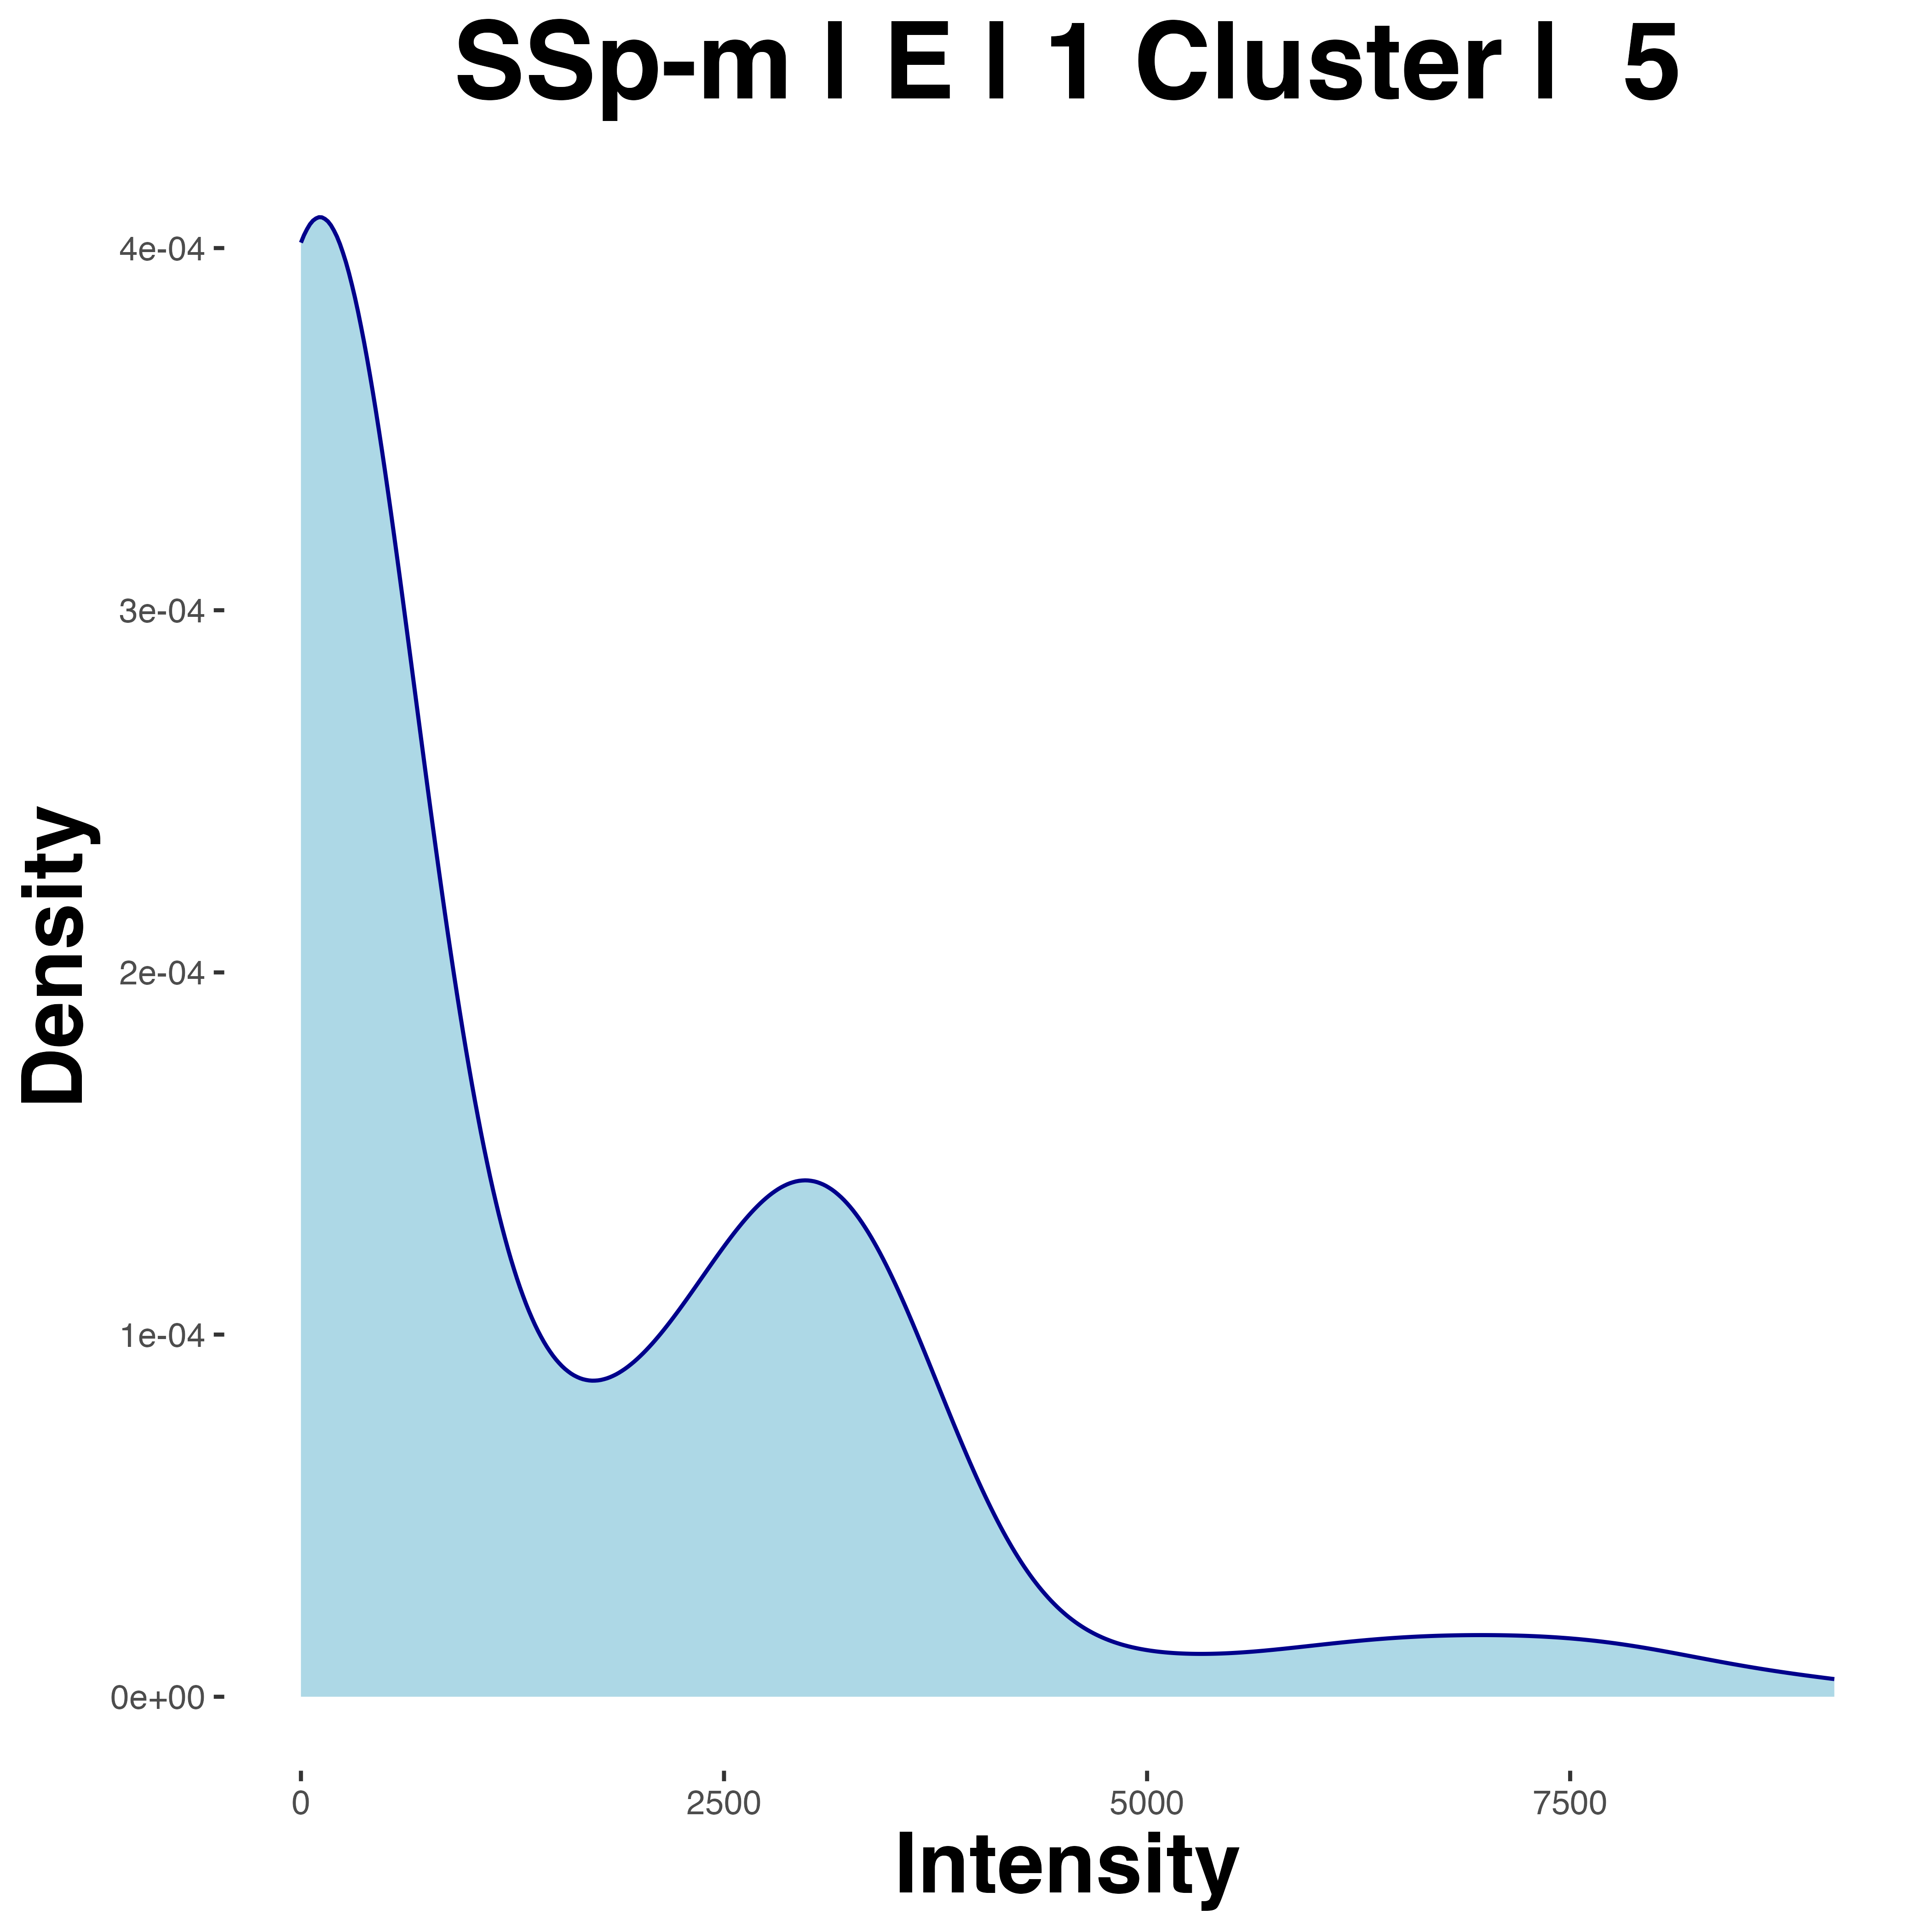 SSp-m | E | 1 Cluster | 5
4e-04
3e-04
2e-04
1e-04
0e+00
Density
0 2500 5000 7500
Intensity